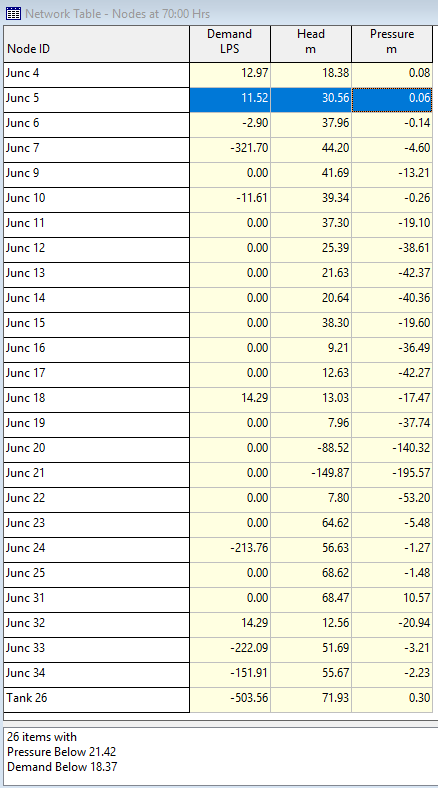 Network Table - Nodes at 70:00 Hrs
Node ID Demand LPS Head m Pressure m
Junc 4 12.97 18.38 0.08
Junc 5 11.52 30.56 0.06
Junc 6 -2.90 37.96 -0.14
Junc 7 -321.70 44.20 -4.60
Junc 9 0.00 41.69 -13.21
Junc 10 -11.61 39.34 -0.26
Junc 11 0.00 37.30 -19.10
Junc 12 0.00 25.39 -38.61
Junc 13 0.00 21.63 -42.37
Junc 14 0.00 20.64 -40.36
Junc 15 0.00 38.30 -19.60
Junc 16 0.00 9.21 -36.49
Junc 17 0.00 12.63 -42.27
Junc 18 14.29 13.03 -17.47
Junc 19 0.00 7.96 -37.74
Junc 20 0.00 -88.52 -140.32
Junc 21 0.00 -149.87 -195.57
Junc 22 0.00 7.80 -53.20
Junc 23 0.00 64.62 -5.48
Junc 24 -213.76 56.63 -1.27
Junc 25 0.00 68.62 -1.48
Junc 31 0.00 68.47 10.57
Junc 32 14.29 12.56 -20.94
Junc 33 -222.09 51.69 -3.21
Junc 34 -151.91 55.67 -2.23
Tank 26 -503.56 71.93 0.30
26 items with
Pressure Below 21.42
Demand Below 18.37